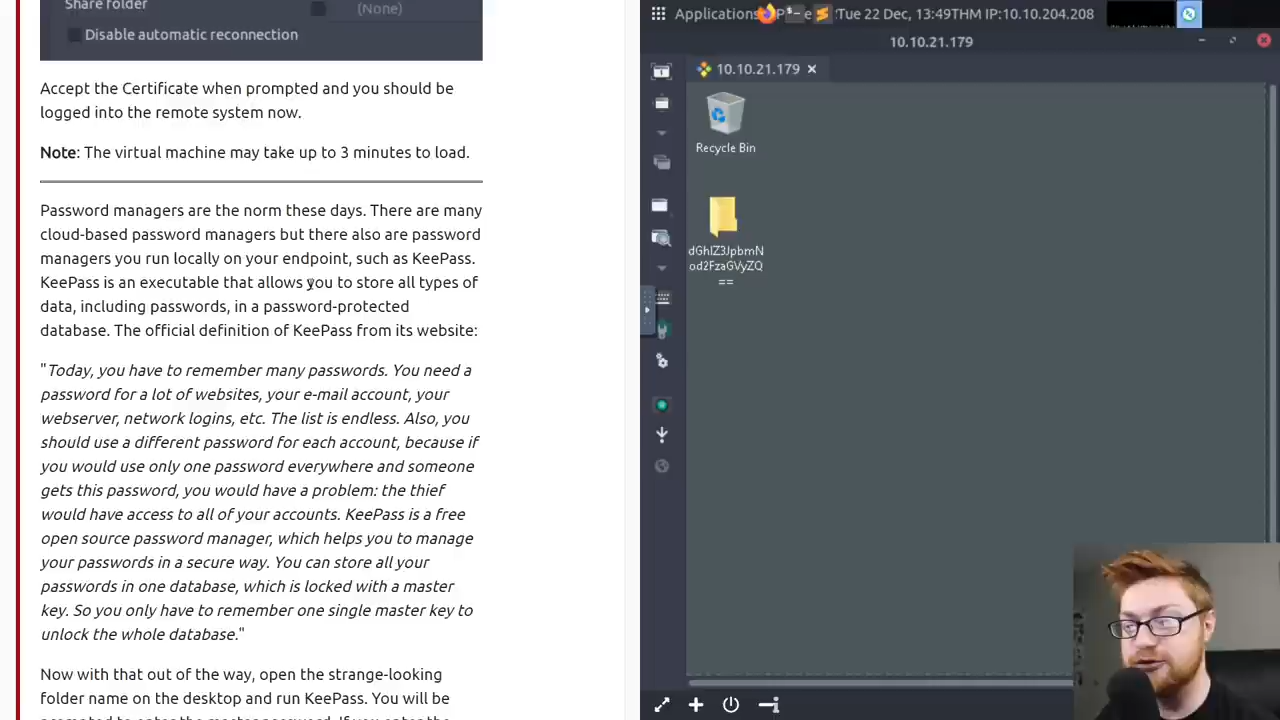 Share folder
(None)
Disable automatic reconnection
Accept the Certificate when prompted and you should be
logged into the remote system now.
Note: The virtual machine may take up to 3 minutes to load.
Password managers are the norm these days. There are many
cloud-based password managers but there also are password
managers you run locally on your endpoint, such as KeePass.
KeePass is an executable that allows you to store all types of
data, including passwords, in a password-protected
database. The official definition of KeePass from its website:
"Today, you have to remember many passwords. You need a
password for a lot of websites, your e-mail account, your
webserver, network logins, etc. The list is endless. Also, you
should use a different password for each account, because if
you would use only one password everywhere and someone
gets this password, you would have a problem: the thief
would have access to all of your accounts. KeePass is a free
open source password manager, which helps you to manage
your passwords in a secure way. You can store all your
passwords in one database, which is locked with a master
key. So you only have to remember one single master key to
unlock the whole database."
Now with that out of the way, open the strange-looking
folder name on the desktop and run KeePass. You will be
Applications Tue 22 Dec, 13:49 THM IP:10.10.204.208
10.10.21.179
10.10.21.179
Recycle Bin
dGhlZ3JpbmN
od2FzaGVyZQ
==